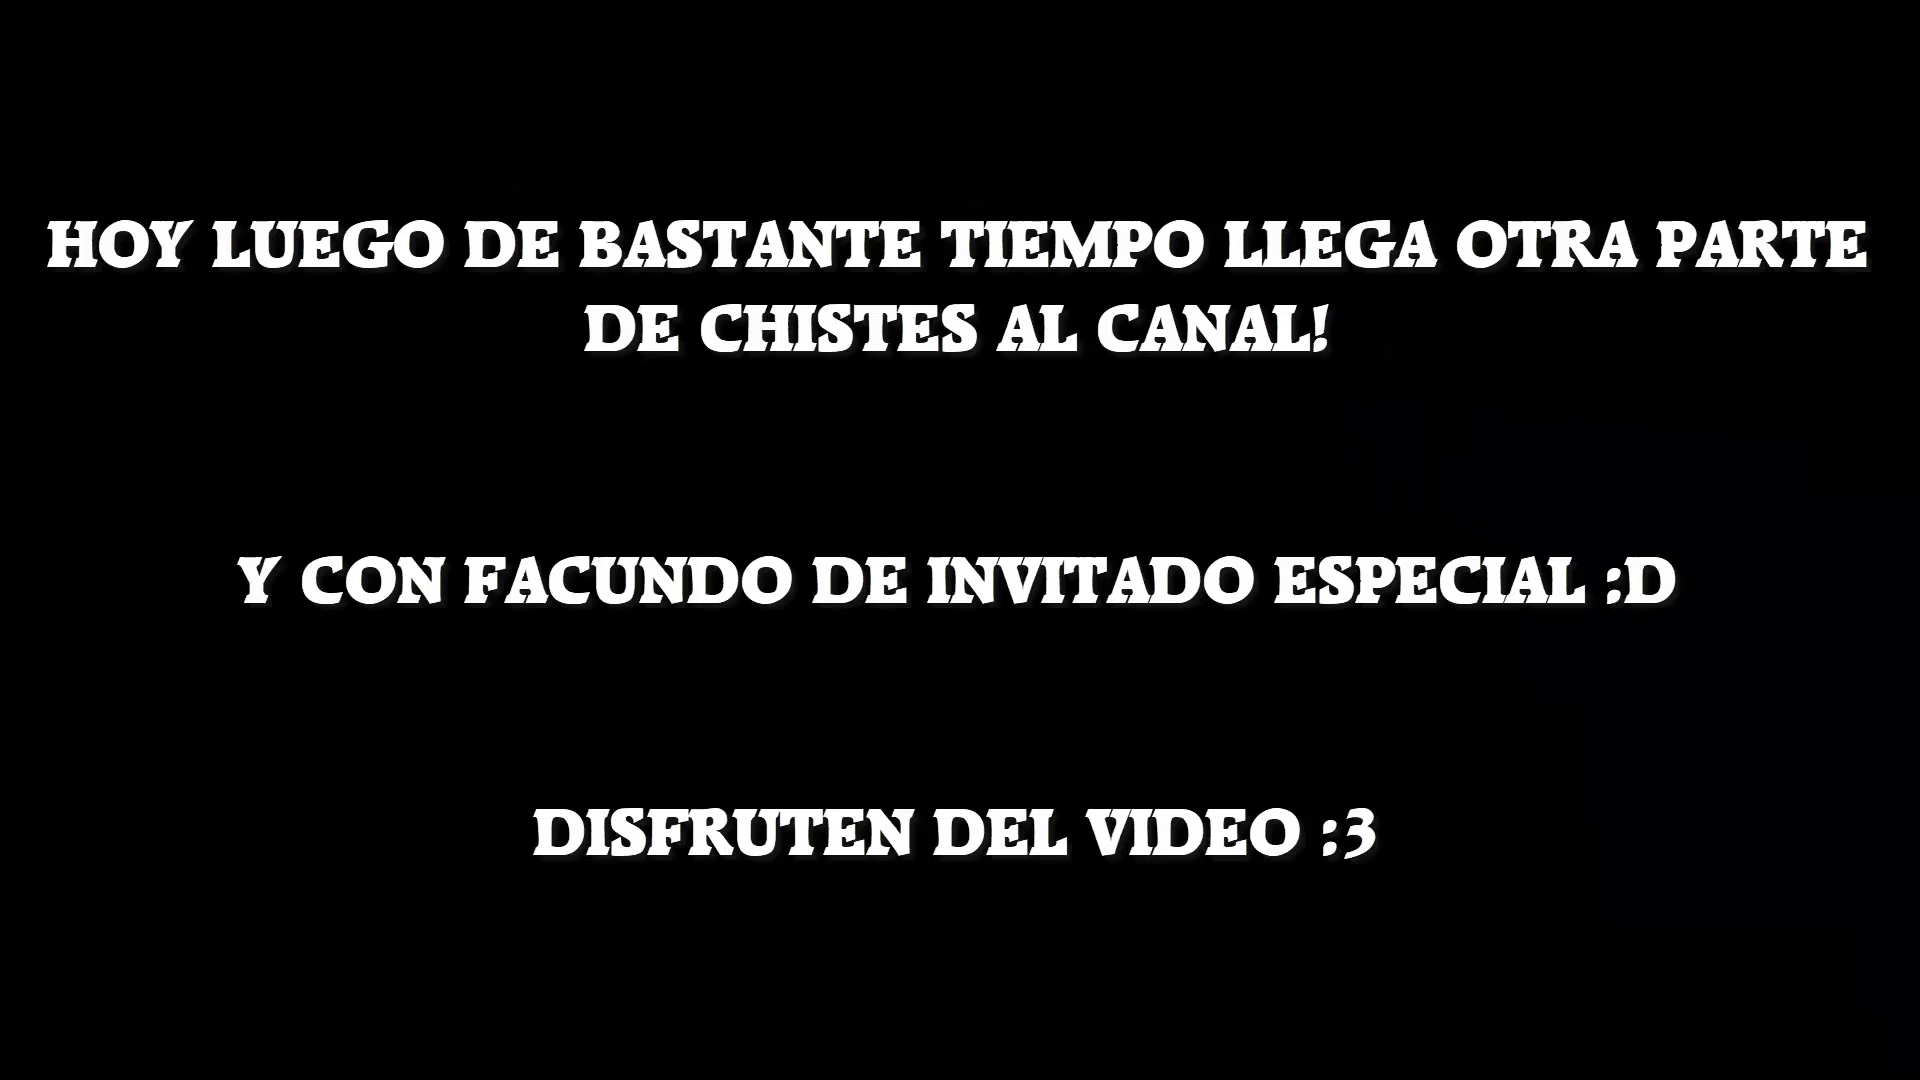 HOY LUEGO DE BASTANTE TIEMPO LLEGA OTRA PARTE
DE CHISTES AL CANAL!
Y CON FACUNDO DE INVITADO ESPECIAL :D
DISFRUTEN DEL VIDEO :3